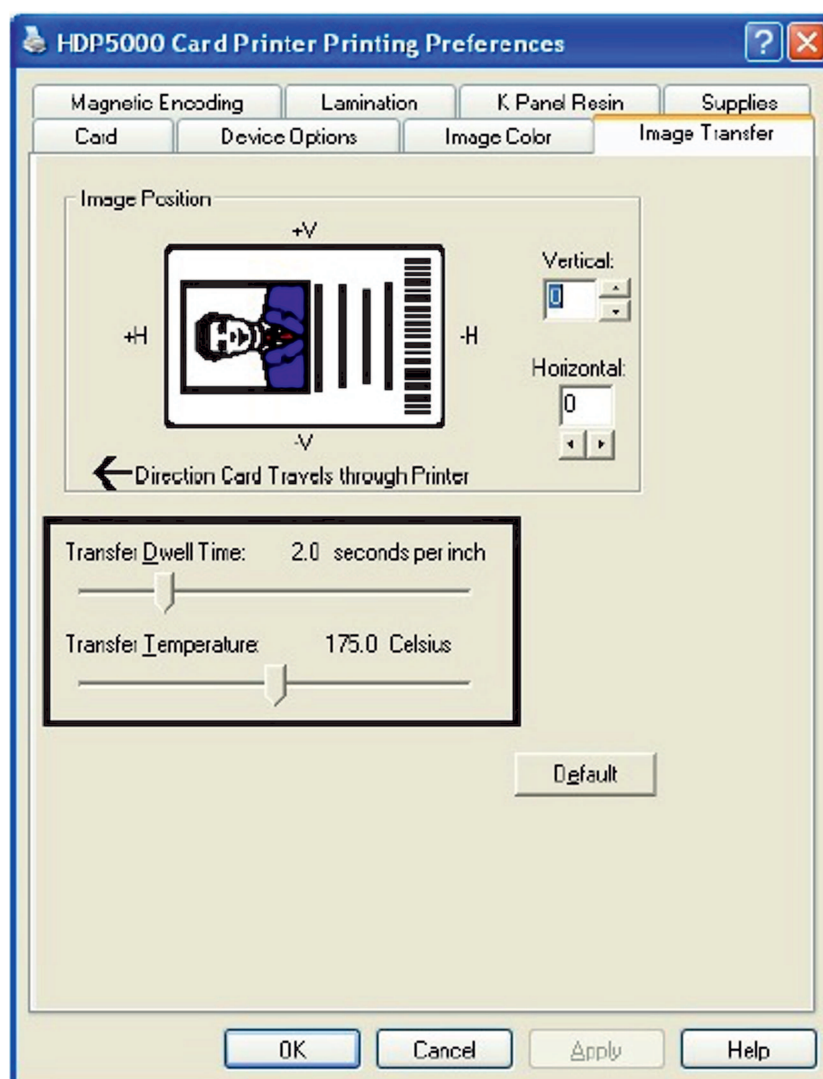 HDP5000 Card Printer Printing Preferences
Magnetic Encoding Lamination K Panel Resin Supplies
Card Device Options Image Color Image Transfer
Image Position
+V
Vertical:
0
+H -H
Horizontal:
0
-V
Direction Card Travels through Printer
Transfer Dwell Time: 2.0 seconds per inch
Transfer Temperature: 175.0 Celsius
Default
OK Cancel Apply Help